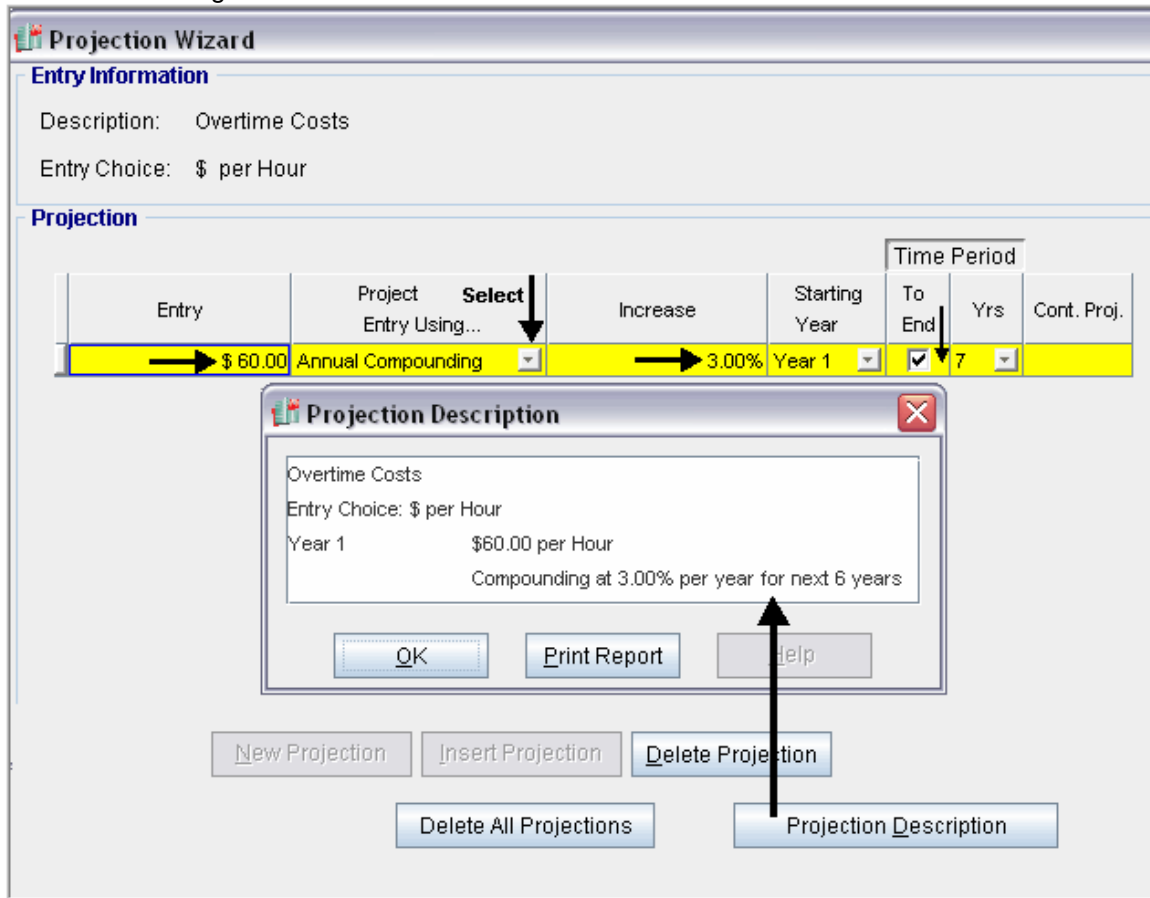 Projection Wizard
Entry Information
Description: Overtime Costs
Entry Choice: $ per Hour
Projection
Time Period
Entry Project Entry Using... Select Increase Starting Year To End Yrs Cont. Proj.
$ 60.00 Annual Compounding 3.00% Year 1 7
Projection Description
Overtime Costs
Entry Choice: $ per Hour
Year 1 $60.00 per Hour
Compounding at 3.00% per year for next 6 years
OK Print Report Help
New Projection Insert Projection Delete Projection
Delete All Projections Projection Description